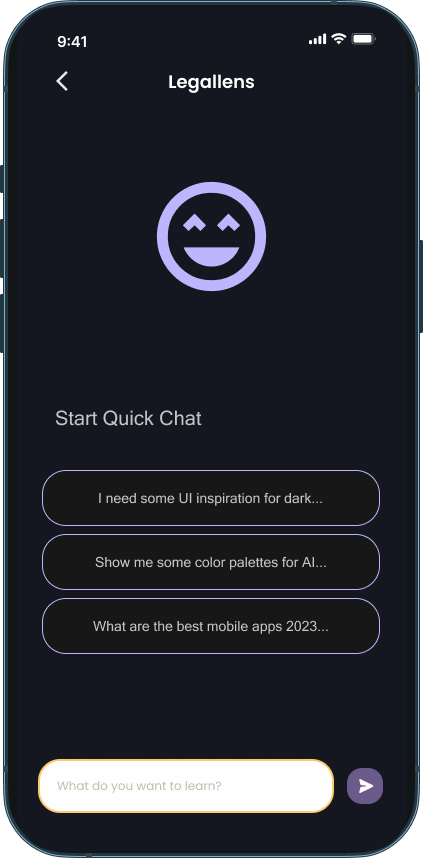 9:41
Legallens
Start Quick Chat
I need some UI inspiration for dark...
Show me some color palettes for AI...
What are the best mobile apps 2023...
What do you want to learn?